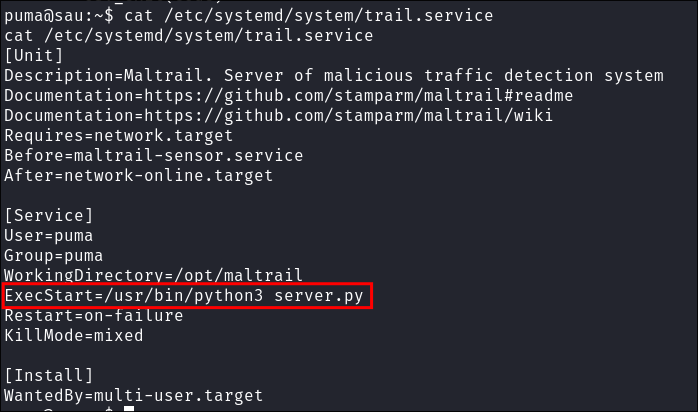 puma@sau:~$ cat /etc/systemd/system/trail.service
cat /etc/systemd/system/trail.service
[Unit]
Description=Maltrail. Server of malicious traffic detection system
Documentation=https://github.com/stamparm/maltrail#readme
Documentation=https://github.com/stamparm/maltrail/wiki
Requires=network.target
Before=maltrail-sensor.service
After=network-online.target
[Service]
User=puma
Group=puma
WorkingDirectory=/opt/maltrail
ExecStart=/usr/bin/python3 server.py
Restart=on-failure
KillMode=mixed
[Install]
WantedBy=multi-user.target